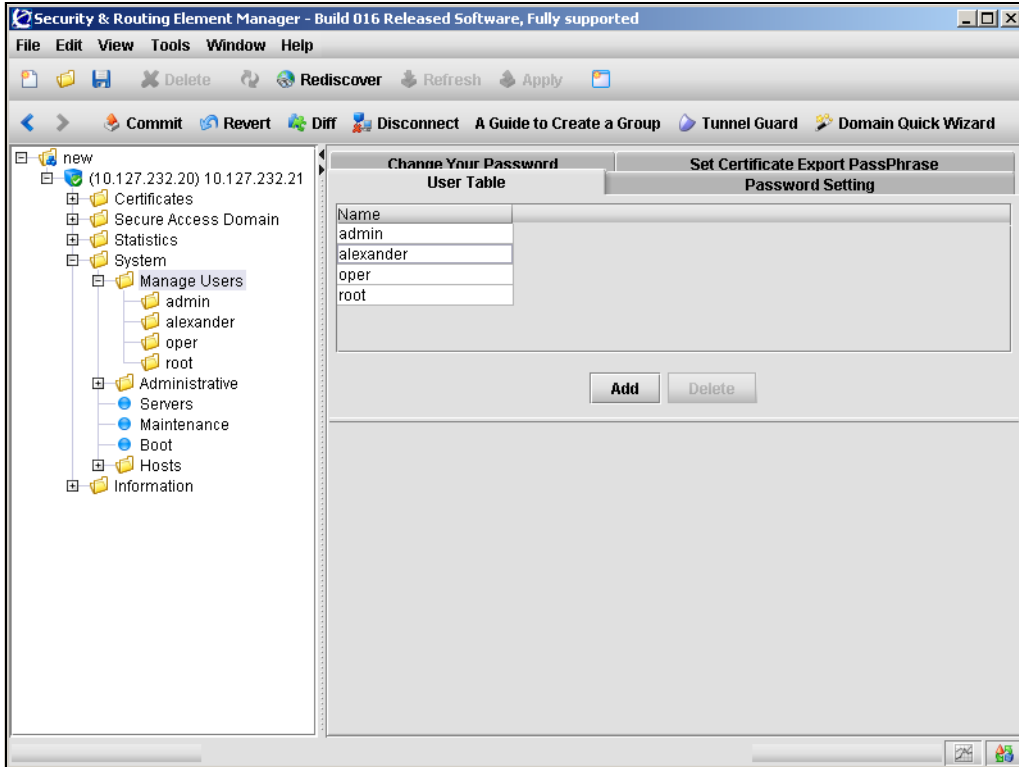 Security & Routing Element Manager - Build 016 Released Software, Fully supported
File Edit View Tools Window Help
Delete Rediscover Refresh Apply
Commit Revert Diff Disconnect A Guide to Create a Group Tunnel Guard Domain Quick Wizard
new
(10.127.232.20) 10.127.232.21
Certificates
Secure Access Domain
Statistics
System
Manage Users
admin
alexander
oper
root
Administrative
Servers
Maintenance
Boot
Hosts
Information
Change Your Password Set Certificate Export PassPhrase
User Table Password Setting
Name
admin
alexander
oper
root
Add Delete